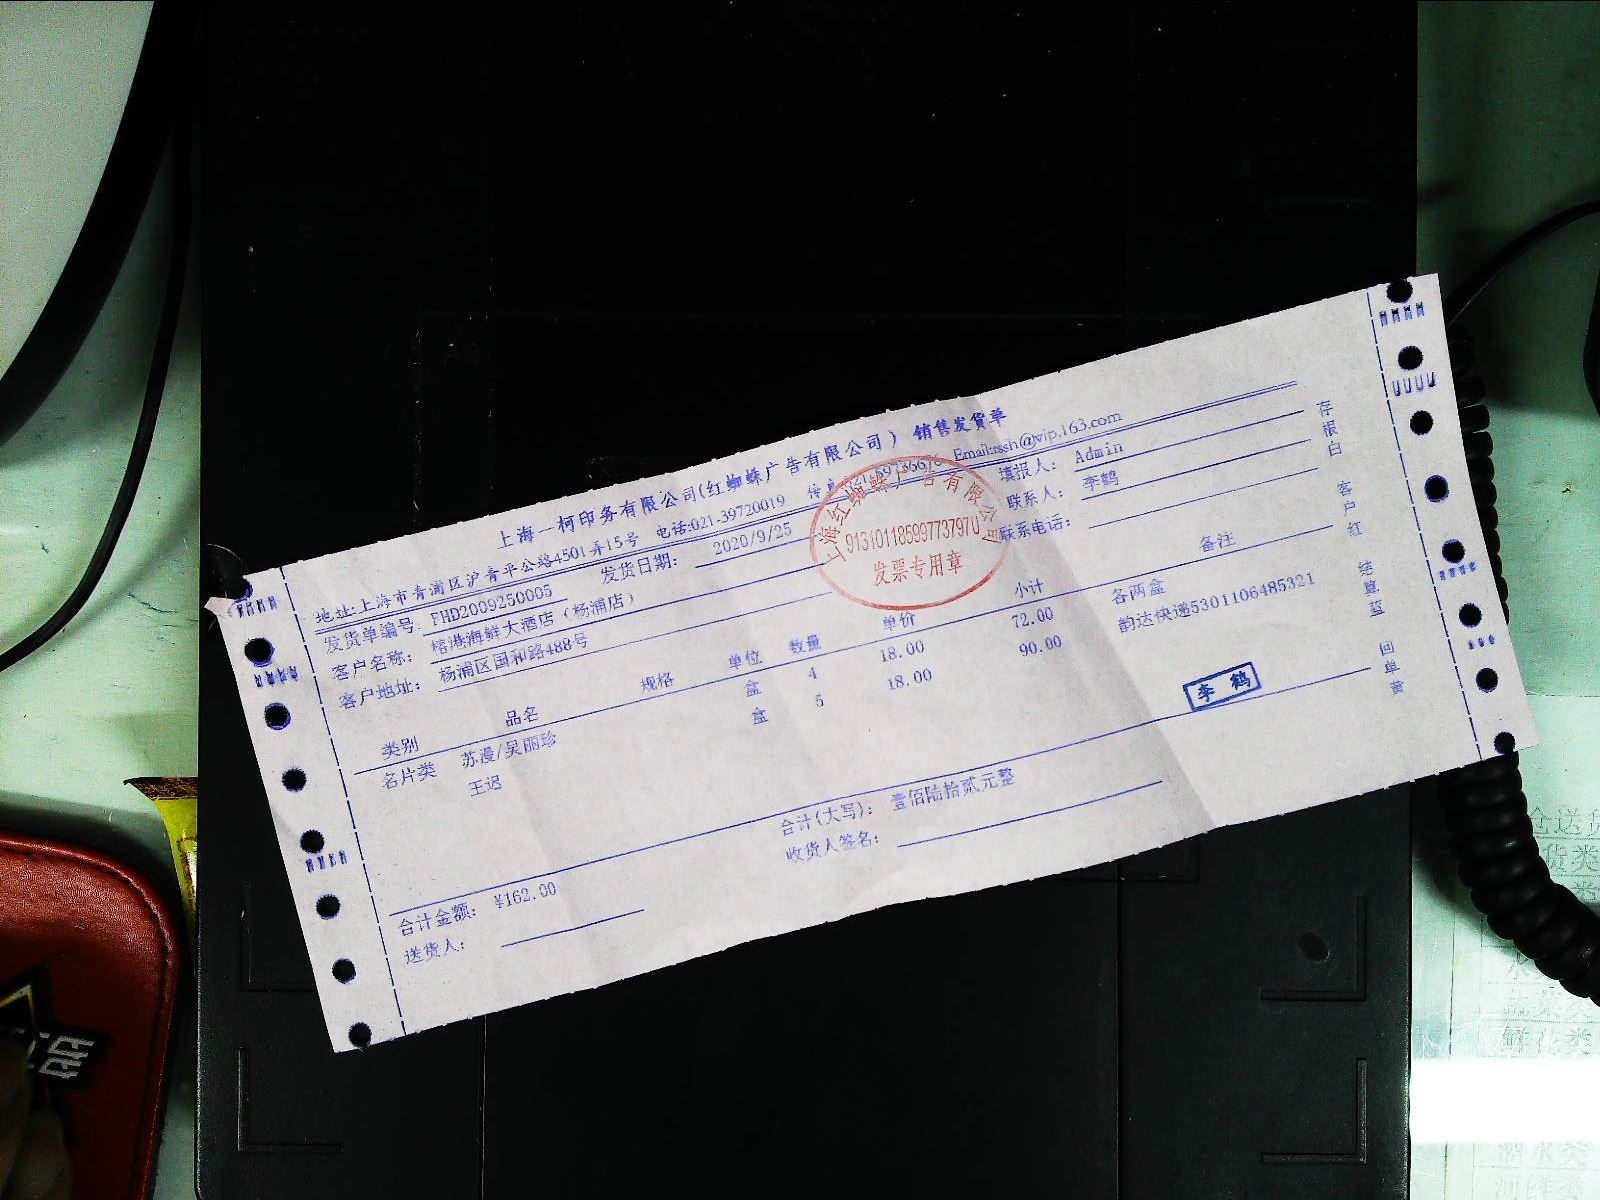 上海一柯印务有限公司(红蜘蛛广告有限公司) 销售发货单
地址:上海市青浦区沪青平公路4501弄15号 电话:021-39720019 Email:rssh@vip.163.com
发货单编号: FHD2009250005 发货日期: 2020/9/25 填报人: Admin
客户名称: 榕港海鲜大酒店（杨浦店） 联系人: 李鹤
客户地址: 杨浦区国和路488号 联系电话:
类别 品名 规格 单位 数量 单价 小计 备注
名片类 苏漫/吴丽珍 盒 4 18.00 72.00 各两盒
王迟 盒 5 18.00 90.00 韵达快递5301106485321
合计金额: ¥162.00 合计(大写): 壹佰陆拾贰元整
送货人: 收货人签名:
李鹤
上海红蜘蛛广告有限公司
91310118599773797U
发票专用章
存根白
客户红
结算蓝
回单黄